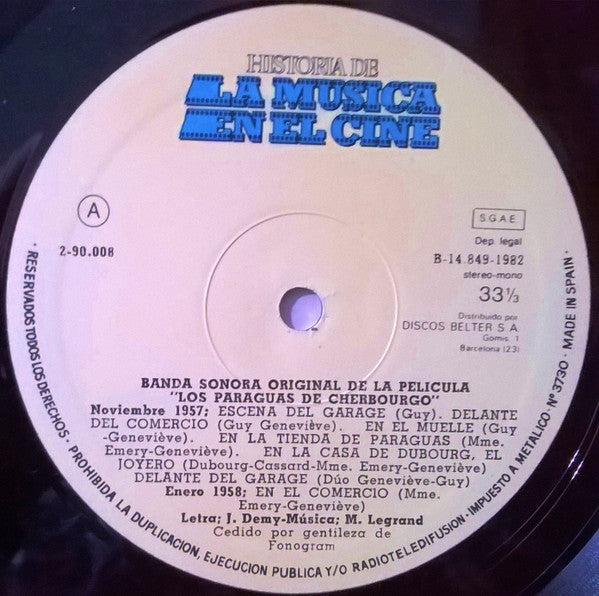 HISTORIA DE
LA MUSICA
EN EL CINE
A
2-90.008
SGAE
Dep. legal
B-14.849-1982
stereo-mono
33⅓
Distribuido por
DISCOS BELTER S.A.
Gomis, 1
Barcelona (23)
BANDA SONORA ORIGINAL DE LA PELICULA
"LOS PARAGUAS DE CHERBOURGO"
Noviembre 1957; ESCENA DEL GARAGE (Guy). DELANTE
DEL COMERCIO (Guy Geneviève). EN EL MUELLE (Guy
-Geneviève). EN LA TIENDA DE PARAGUAS (Mme.
Emery-Geneviève). EN LA CASA DE DUBOURG, EL
JOYERO (Dubourg-Cassard-Mme. Emery-Geneviève)
DELANTE DEL GARAGE (Dúo Geneviève-Guy)
Enero 1958; EN EL COMERCIO (Mme.
Emery-Geneviève)
Letra; J. Demy-Música; M. Legrand
Cedido por gentileza de
Fonogram
· RESERVADOS TODOS LOS DERECHOS · PROHIBIDA LA DUPLICACION, EJECUCION PUBLICA Y/O RADIOTELEDIFUSION · IMPUESTO A METALICO · Nº 3730 · MADE IN SPAIN ·